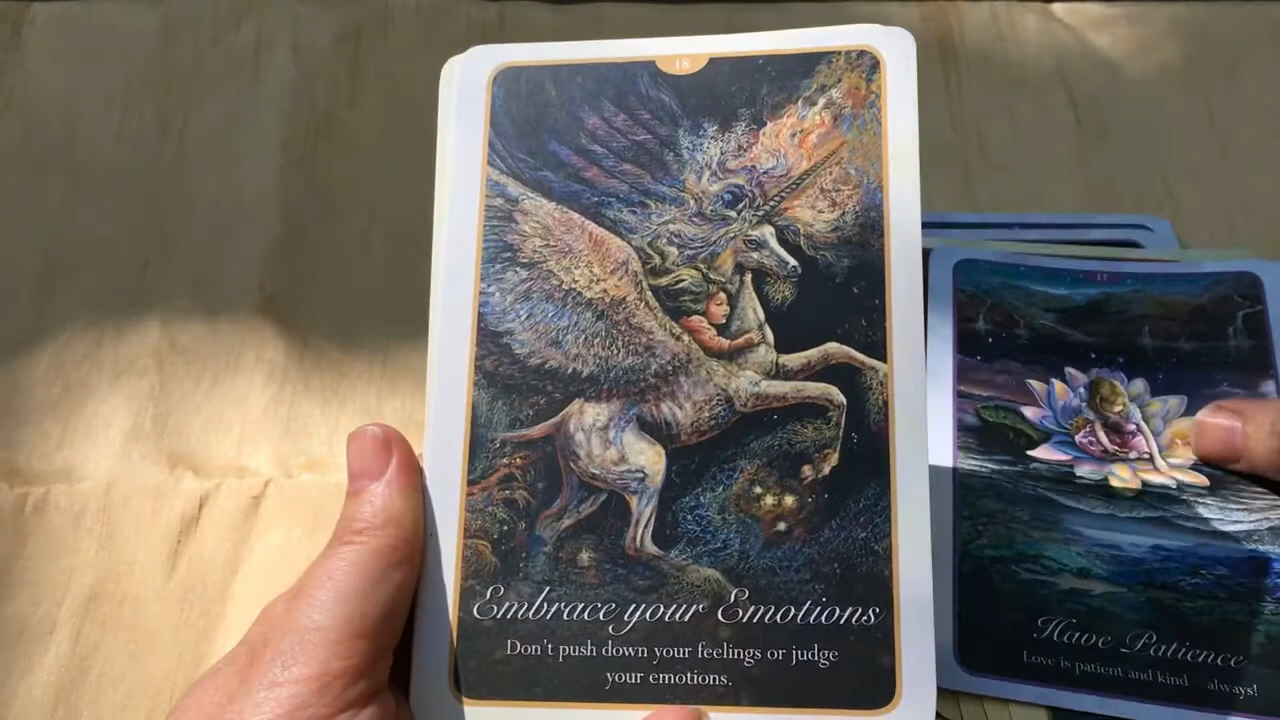 18
Embrace your Emotions
Don't push down your feelings or judge
your emotions.
17
Have Patience
Love is patient and kind always!